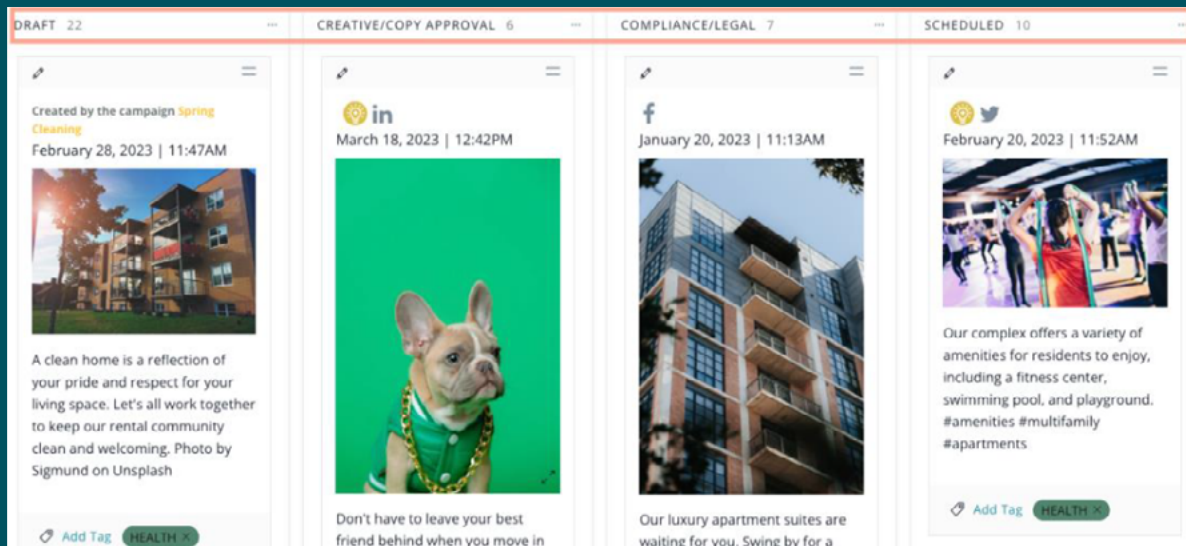 DRAFT 22
CREATIVE/COPY APPROVAL 6
COMPLIANCE/LEGAL 7
SCHEDULED 10
Created by the campaign Spring
Cleaning
February 28, 2023 | 11:47AM
A clean home is a reflection of
your pride and respect for your
living space. Let's all work together
to keep our rental community
clean and welcoming. Photo by
Sigmund on Unsplash
Add Tag HEALTH ×
in
March 18, 2023 | 12:42PM
Don't have to leave your best
friend behind when you move in
f
January 20, 2023 | 11:13AM
Our luxury apartment suites are
waiting for you. Swing by for a
February 20, 2023 | 11:52AM
Our complex offers a variety of
amenities for residents to enjoy,
including a fitness center,
swimming pool, and playground.
#amenities #multifamily
#apartments
Add Tag HEALTH ×